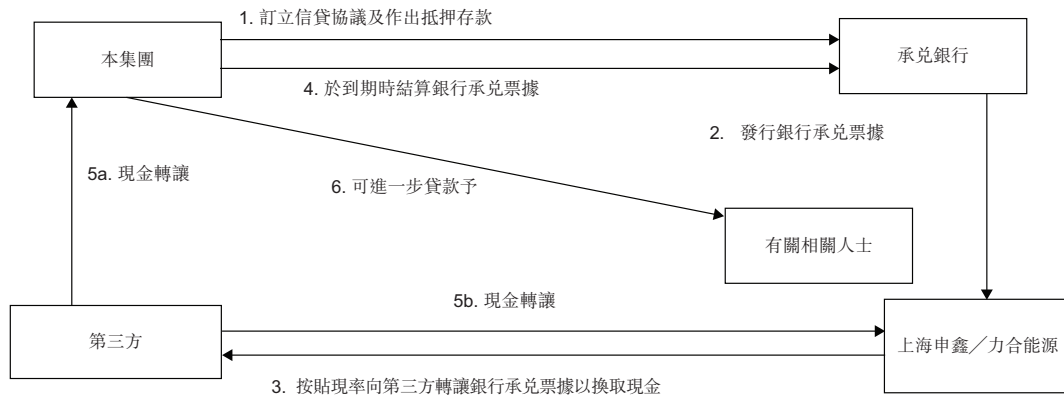 1. 訂立信貸協議及作出抵押存款
本集團
承兑銀行
4. 於到期時結算銀行承兑票據
2. 發行銀行承兑票據
5a. 現金轉讓
6. 可進一步貸款予
有關相關人士
5b. 現金轉讓
第三方
上海申鑫／力合能源
3. 按貼現率向第三方轉讓銀行承兑票據以換取現金